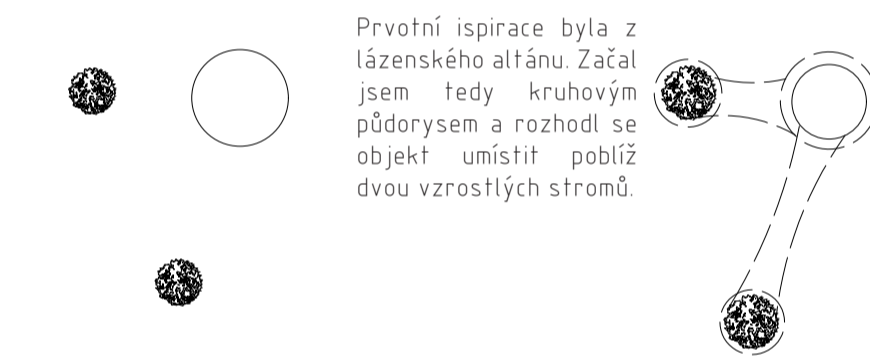 Prvotní ispirace byla z
lázenského altánu. Začal
jsem tedy kruhovým
půdorysem a rozhodl se
objekt umístit poblíž
dvou vzrostlých stromů.